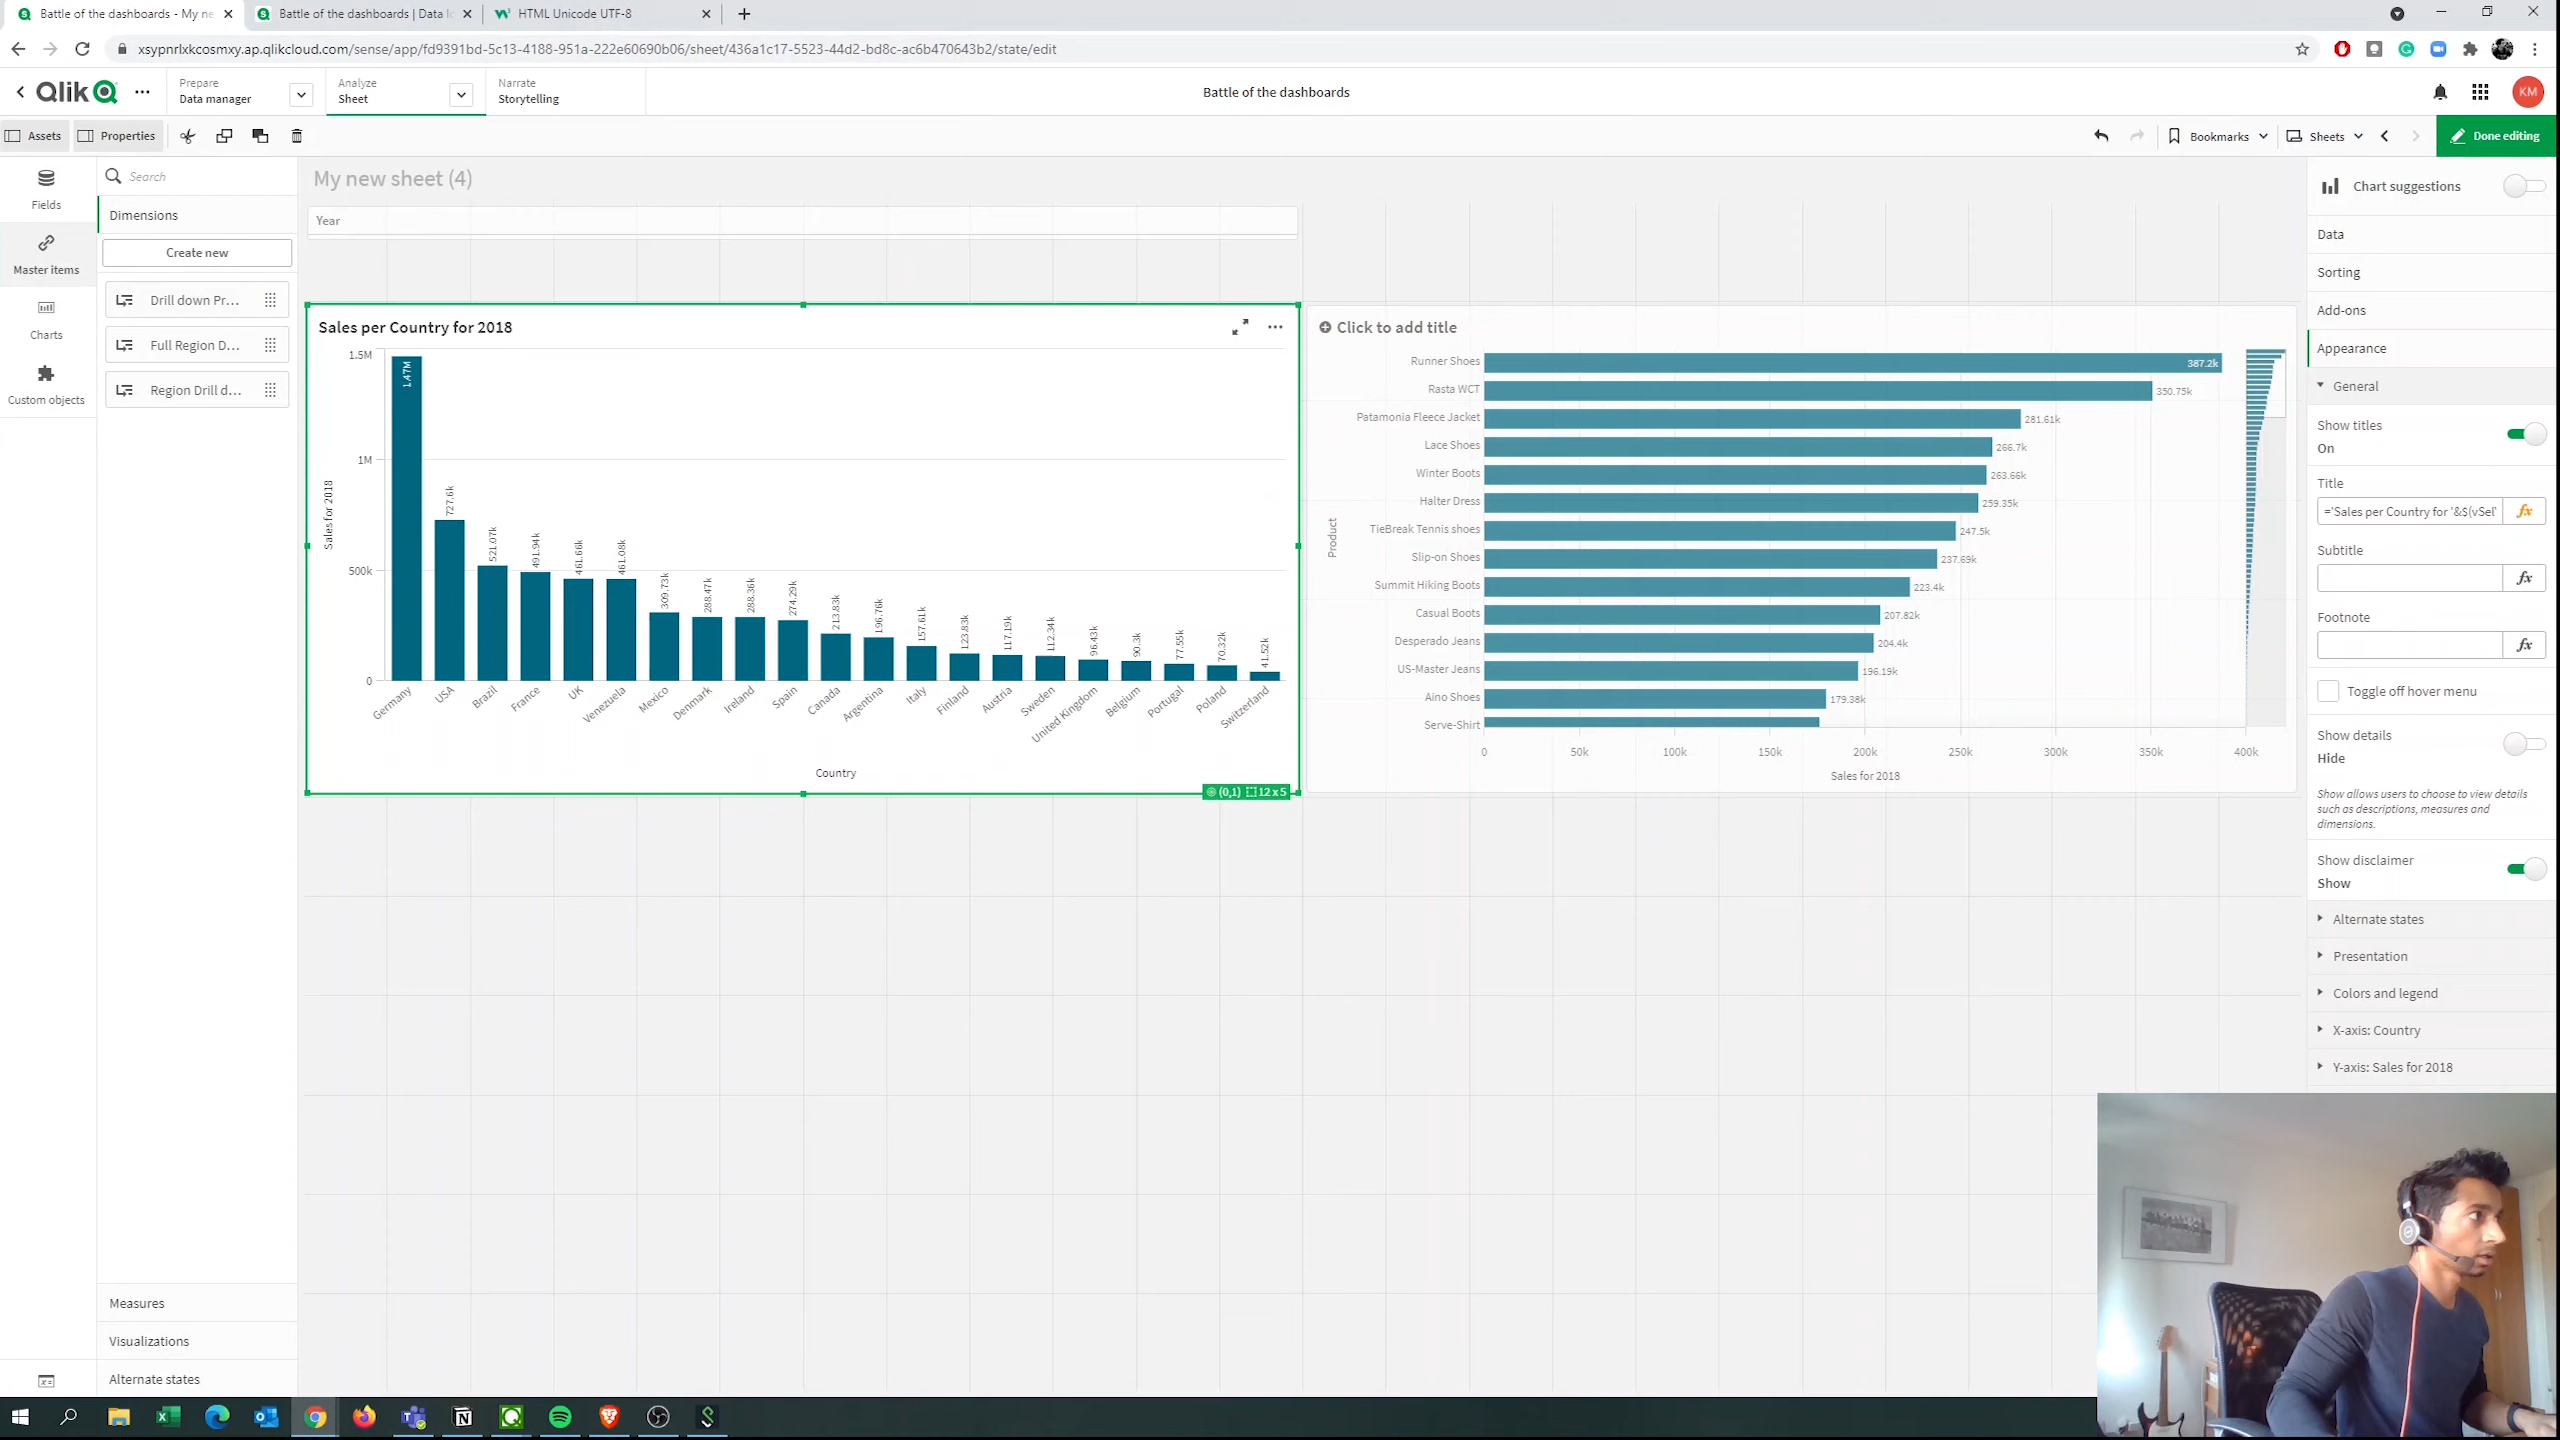 Battle of the dashboards - My ne
Battle of the dashboards | Data lo
HTML Unicode UTF-8
xsypnrlxkcosmxy.ap.qlikcloud.com/sense/app/fd9391bd-5c13-4188-951a-222e60690b06/sheet/436a1c17-5523-44d2-bd8c-ac6b470643b2/state/edit
Qlik
Prepare
Data manager
Analyze
Sheet
Narrate
Storytelling
Battle of the dashboards
KM
Assets
Properties
Bookmarks
Sheets
Done editing
Fields
Master items
Charts
Custom objects
Search
Dimensions
Create new
Drill down Pr...
Full Region D...
Region Drill d...
Measures
Visualizations
Alternate states
My new sheet (4)
Year
Sales per Country for 2018
Sales for 2018
1.5M
1M
500k
0
1.47M
727.6k
521.07k
491.94k
461.66k
461.08k
309.73k
288.47k
288.36k
274.29k
213.83k
196.76k
157.61k
123.83k
117.19k
112.34k
96.43k
90.3k
77.55k
70.32k
41.52k
Germany
USA
Brazil
France
UK
Venezuela
Mexico
Denmark
Ireland
Spain
Canada
Argentina
Italy
Finland
Austria
Sweden
United Kingdom
Belgium
Portugal
Poland
Switzerland
Country
(0,1) 12 x 5
Click to add title
Product
Runner Shoes 387.2k
Rasta WCT 350.75k
Patamonia Fleece Jacket 281.61k
Lace Shoes 266.7k
Winter Boots 263.66k
Halter Dress 259.35k
TieBreak Tennis shoes 247.5k
Slip-on Shoes 237.69k
Summit Hiking Boots 223.4k
Casual Boots 207.82k
Desperado Jeans 204.4k
US-Master Jeans 196.19k
Aino Shoes 179.38k
Serve-Shirt
0 50k 100k 150k 200k 250k 300k 350k 400k
Sales for 2018
Chart suggestions
Data
Sorting
Add-ons
Appearance
General
Show titles
On
Title
='Sales per Country for '&$(vSel'
fx
Subtitle
fx
Footnote
fx
Toggle off hover menu
Show details
Hide
Show allows users to choose to view details
such as descriptions, measures and
dimensions.
Show disclaimer
Show
Alternate states
Presentation
Colors and legend
X-axis: Country
Y-axis: Sales for 2018